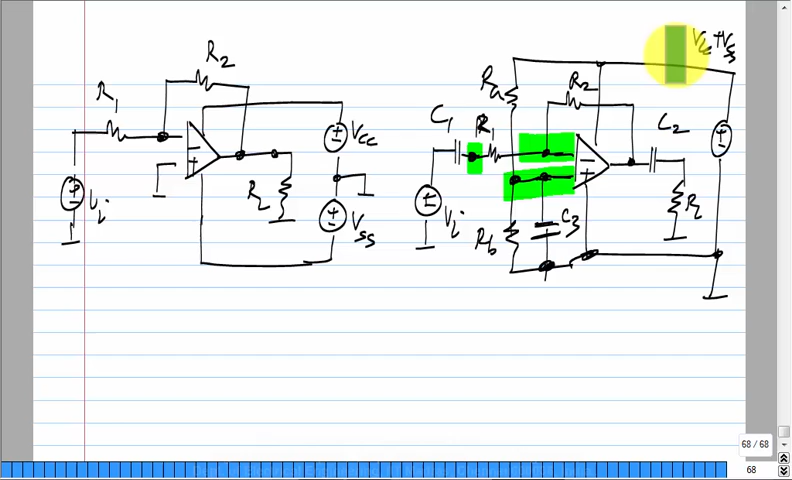 R2
R1
Vi
RL
Vcc
Vss
Vcc+Vss
Ra
R2
C1
R1
C2
Vi
Rb
C3
RL
68 / 68
68